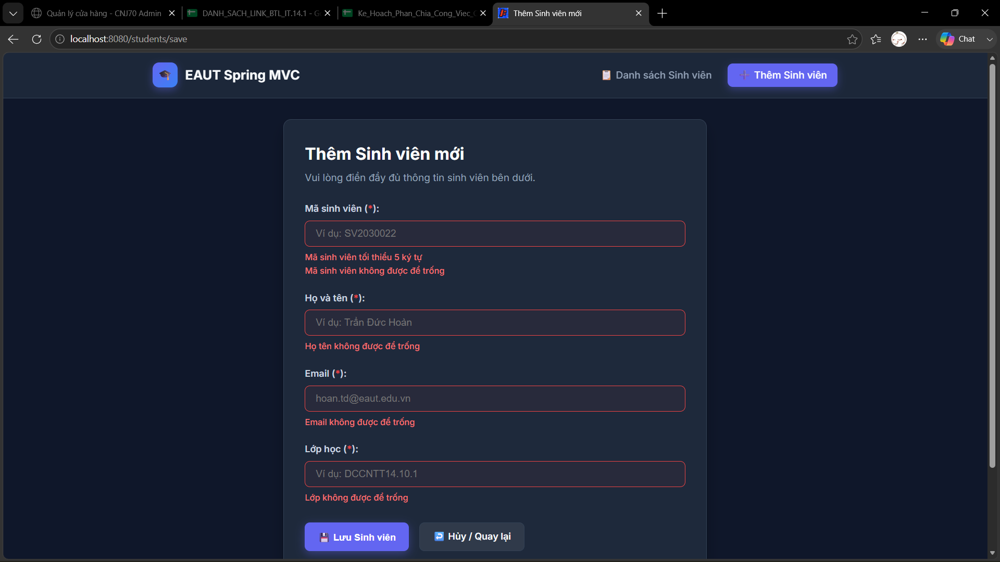 Quản lý cửa hàng - CNJ70 Admin
DANH_SACH_LINK_BTL_IT.14.1 - G
Ke_Hoach_Phan_Chia_Cong_Viec_
Thêm Sinh viên mới
localhost:8080/students/save
Chat
EAUT Spring MVC
Danh sách Sinh viên
Thêm Sinh viên
Thêm Sinh viên mới
Vui lòng điền đầy đủ thông tin sinh viên bên dưới.
Mã sinh viên (*):
Ví dụ: SV2030022
Mã sinh viên tối thiểu 5 ký tự
Mã sinh viên không được để trống
Họ và tên (*):
Ví dụ: Trần Đức Hoàn
Họ tên không được để trống
Email (*):
hoan.td@eaut.edu.vn
Email không được để trống
Lớp học (*):
Ví dụ: DCCNTT14.10.1
Lớp không được để trống
Lưu Sinh viên
Hủy / Quay lại